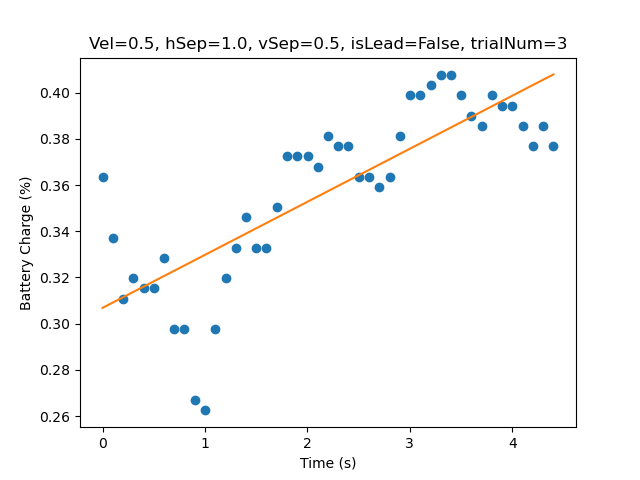 Vel=0.5, hSep=1.0, vSep=0.5, isLead=False, trialNum=3
0.40
0.38
0.36
0.34
0.32
0.30
0.28
0.26
Battery Charge (%)
0 1 2 3 4
Time (s)